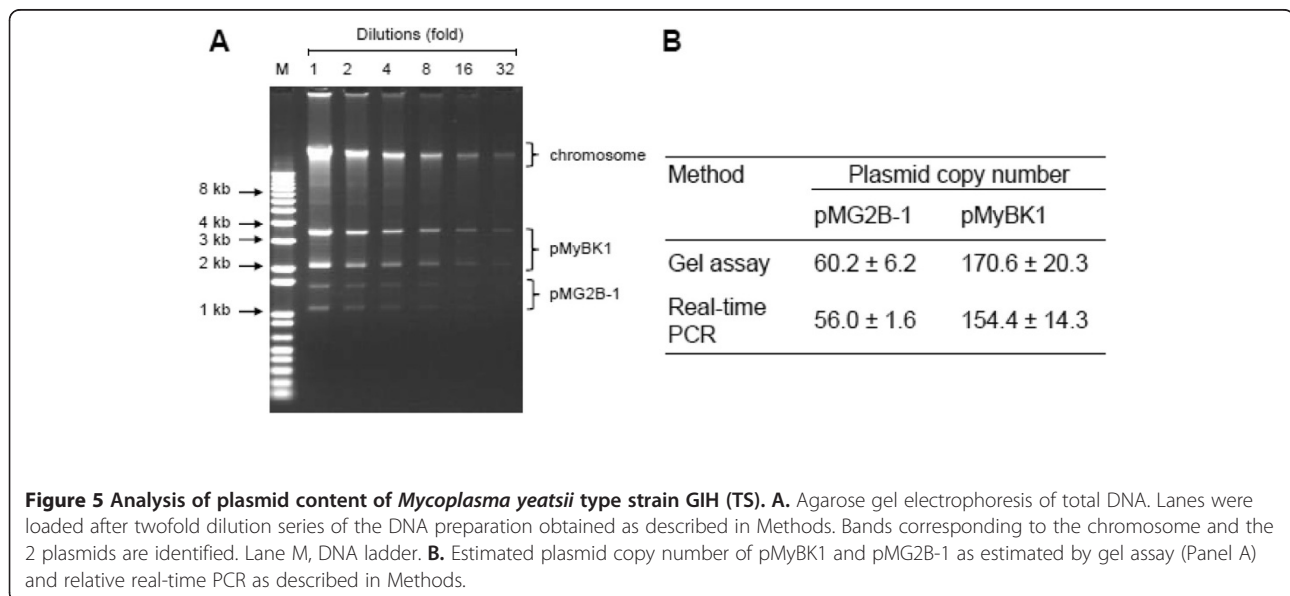 A
B
Dilutions (fold)
M 1 2 4 8 16 32
chromosome
8 kb
4 kb
3 kb
pMyBK1
2 kb
pMG2B-1
1 kb
Method Plasmid copy number
pMG2B-1 pMyBK1
Gel assay 60.2 ± 6.2 170.6 ± 20.3
Real-time
PCR 56.0 ± 1.6 154.4 ± 14.3
Figure 5 Analysis of plasmid content of Mycoplasma yeatsii type strain GIH (TS). A. Agarose gel electrophoresis of total DNA. Lanes were
loaded after twofold dilution series of the DNA preparation obtained as described in Methods. Bands corresponding to the chromosome and the
2 plasmids are identified. Lane M, DNA ladder. B. Estimated plasmid copy number of pMyBK1 and pMG2B-1 as estimated by gel assay (Panel A)
and relative real-time PCR as described in Methods.